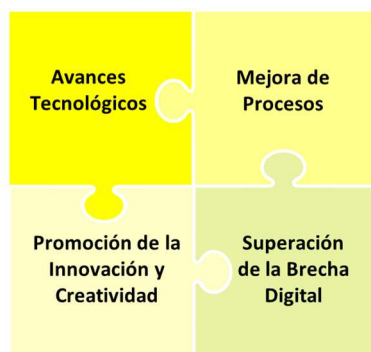 Avances
Tecnológicos
Mejora de
Procesos
Promoción de la
Innovación y
Creatividad
Superación
de la Brecha
Digital